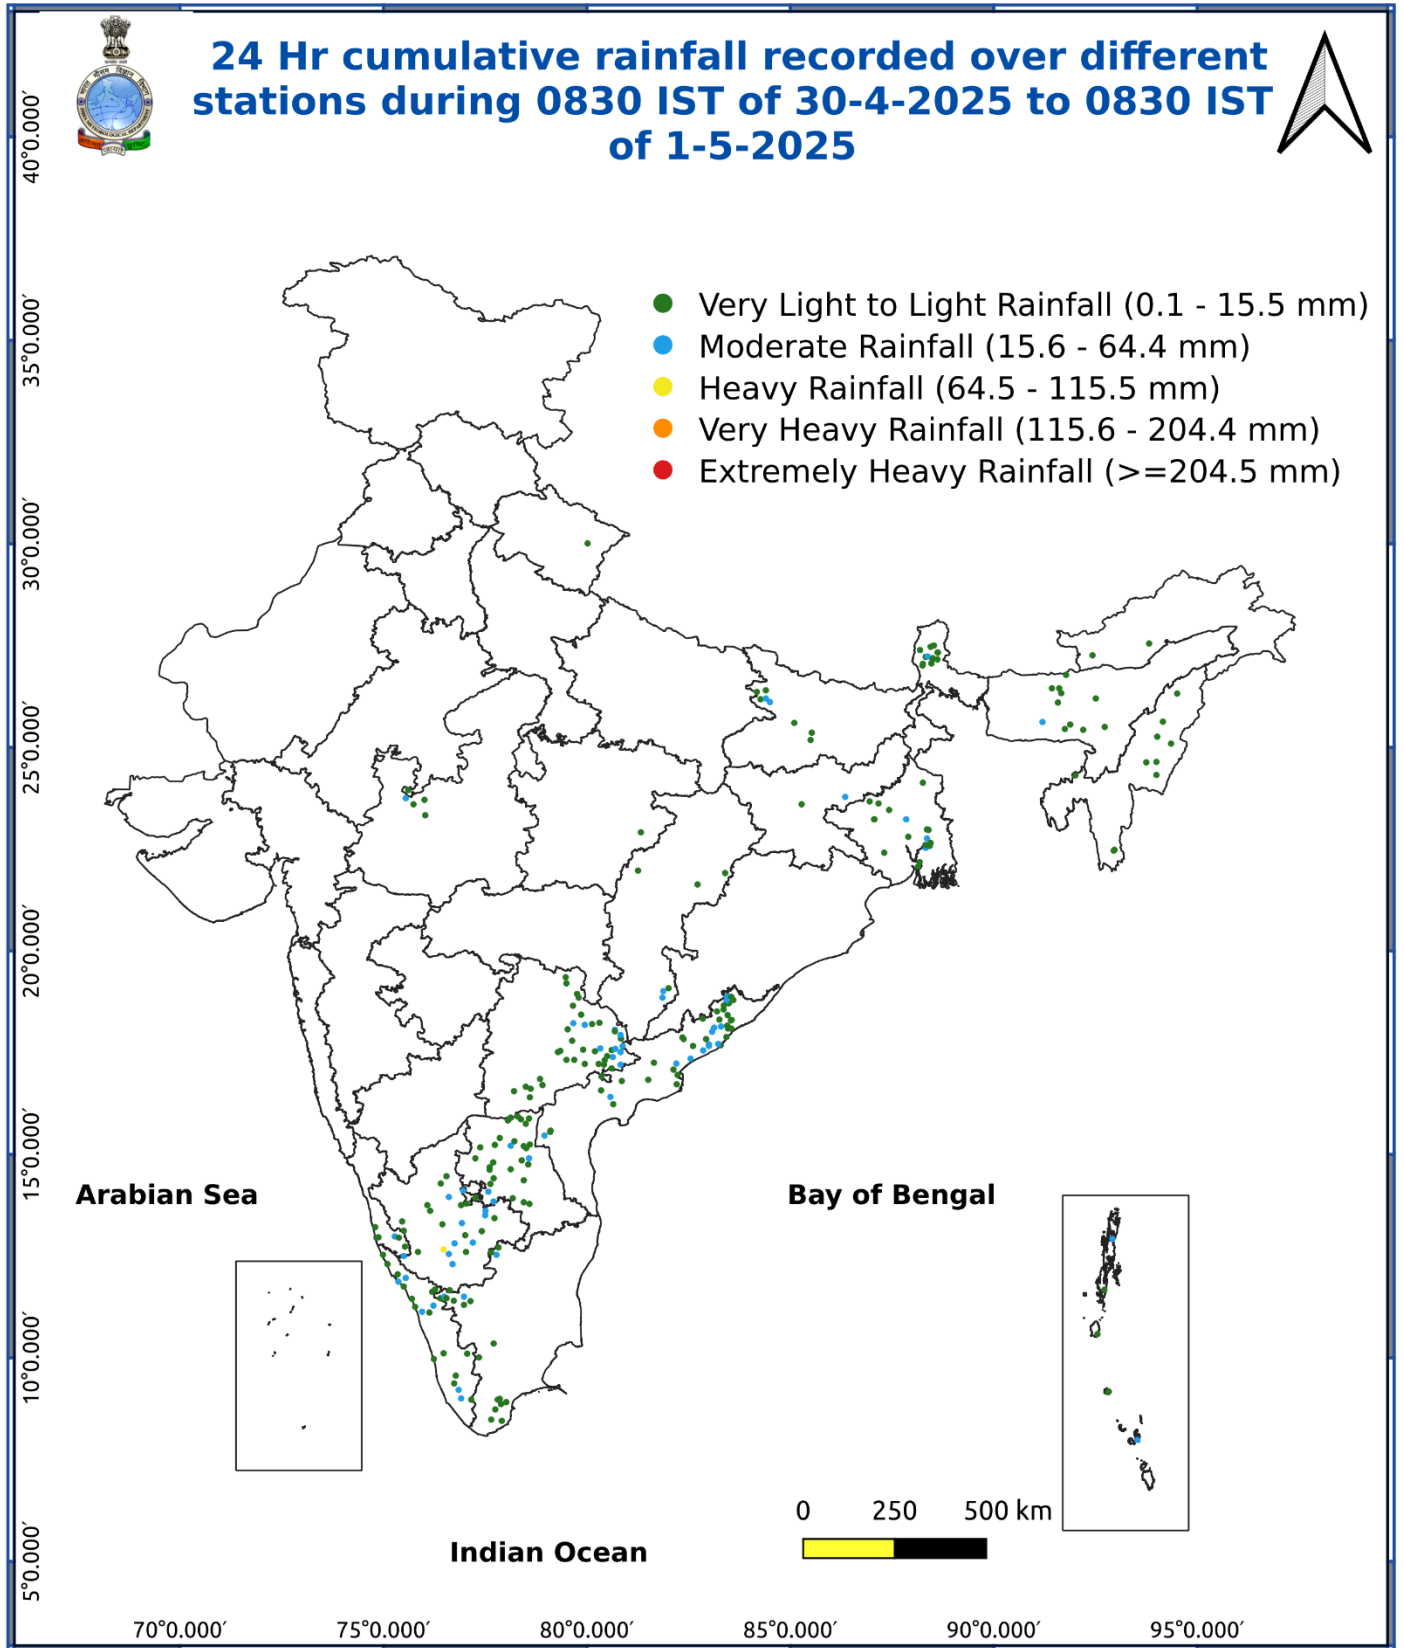 24 Hr cumulative rainfall recorded over different
stations during 0830 IST of 30-4-2025 to 0830 IST
of 1-5-2025
Very Light to Light Rainfall (0.1 - 15.5 mm)
Moderate Rainfall (15.6 - 64.4 mm)
Heavy Rainfall (64.5 - 115.5 mm)
Very Heavy Rainfall (115.6 - 204.4 mm)
Extremely Heavy Rainfall (>=204.5 mm)
40°0.000′
35°0.000′
30°0.000′
25°0.000′
20°0.000′
15°0.000′
10°0.000′
5°0.000′
Arabian Sea
Bay of Bengal
Indian Ocean
0 250 500 km
70°0.000′ 75°0.000′ 80°0.000′ 85°0.000′ 90°0.000′ 95°0.000′